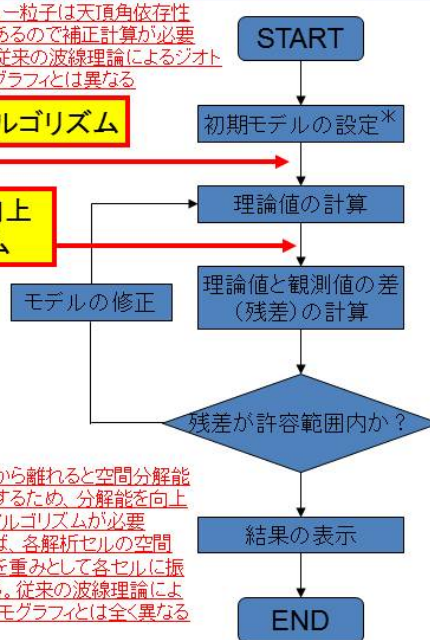 ー粒子は天頂角依存性
あるので補正計算が必要
従来の波線理論によるジオト
グラフィとは異なる
ルゴリズム
向上
ム
START
初期モデルの設定*
理論値の計算
理論値と観測値の差
(残差)の計算
モデルの修正
残差が許容範囲内か？
結果の表示
END
から離れると空間分解能
するため、分解能を向上
アルゴリズムが必要
ば、各解析セルの空間
を重みとして各セルに振
。従来の波線理論によ
モグラフィとは全く異なる